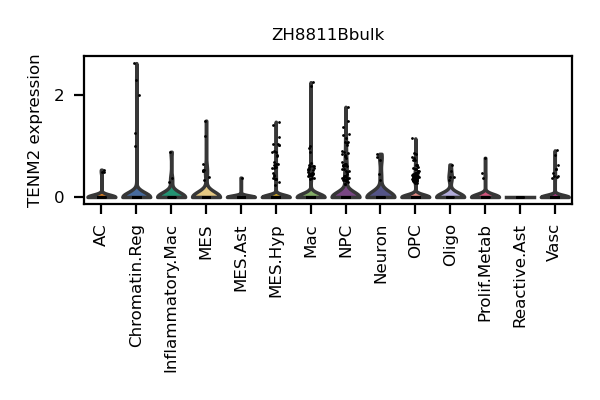 ZH8811Bbulk
TENM2 expression
2
0
AC
Chromatin.Reg
Inflammatory.Mac
MES
MES.Ast
MES.Hyp
Mac
NPC
Neuron
OPC
Oligo
Prolif.Metab
Reactive.Ast
Vasc